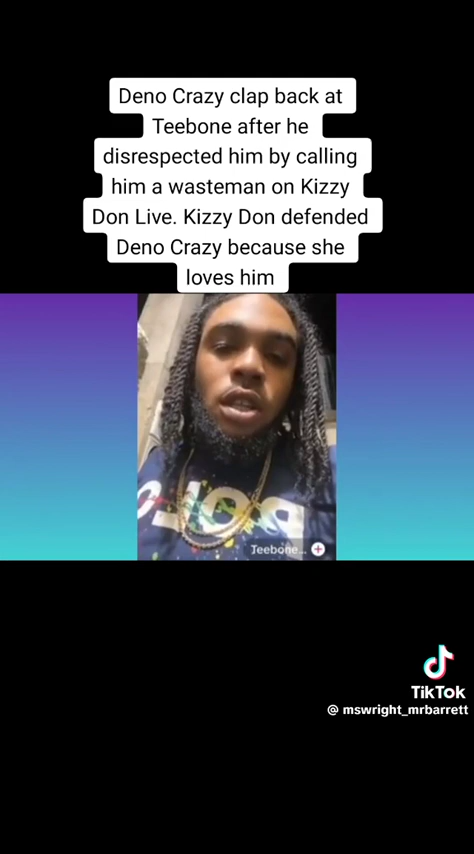 Deno Crazy clap back at
Teebone after he
disrespected him by calling
him a wasteman on Kizzy
Don Live. Kizzy Don defended
Deno Crazy because she
loves him
Teebone...
TikTok
@ mswright_mrbarrett